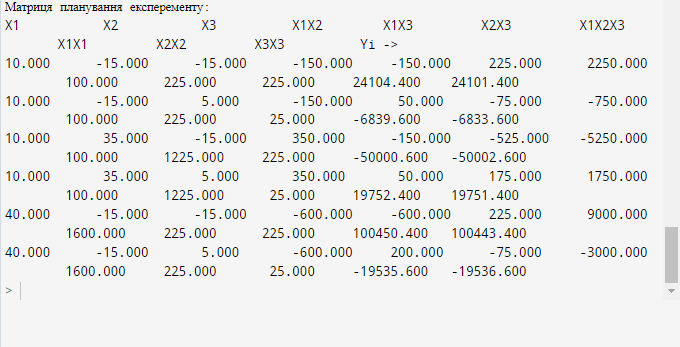 Матриця планування експеременту:
X1 X2 X3 X1X2 X1X3 X2X3 X1X2X3
X1X1 X2X2 X3X3 Yi ->
10.000 -15.000 -15.000 -150.000 -150.000 225.000 2250.000
100.000 225.000 225.000 24104.400 24101.400
10.000 -15.000 5.000 -150.000 50.000 -75.000 -750.000
100.000 225.000 25.000 -6839.600 -6833.600
10.000 35.000 -15.000 350.000 -150.000 -525.000 -5250.000
100.000 1225.000 225.000 -50000.600 -50002.600
10.000 35.000 5.000 350.000 50.000 175.000 1750.000
100.000 1225.000 25.000 19752.400 19751.400
40.000 -15.000 -15.000 -600.000 -600.000 225.000 9000.000
1600.000 225.000 225.000 100450.400 100443.400
40.000 -15.000 5.000 -600.000 200.000 -75.000 -3000.000
1600.000 225.000 25.000 -19535.600 -19536.600
>